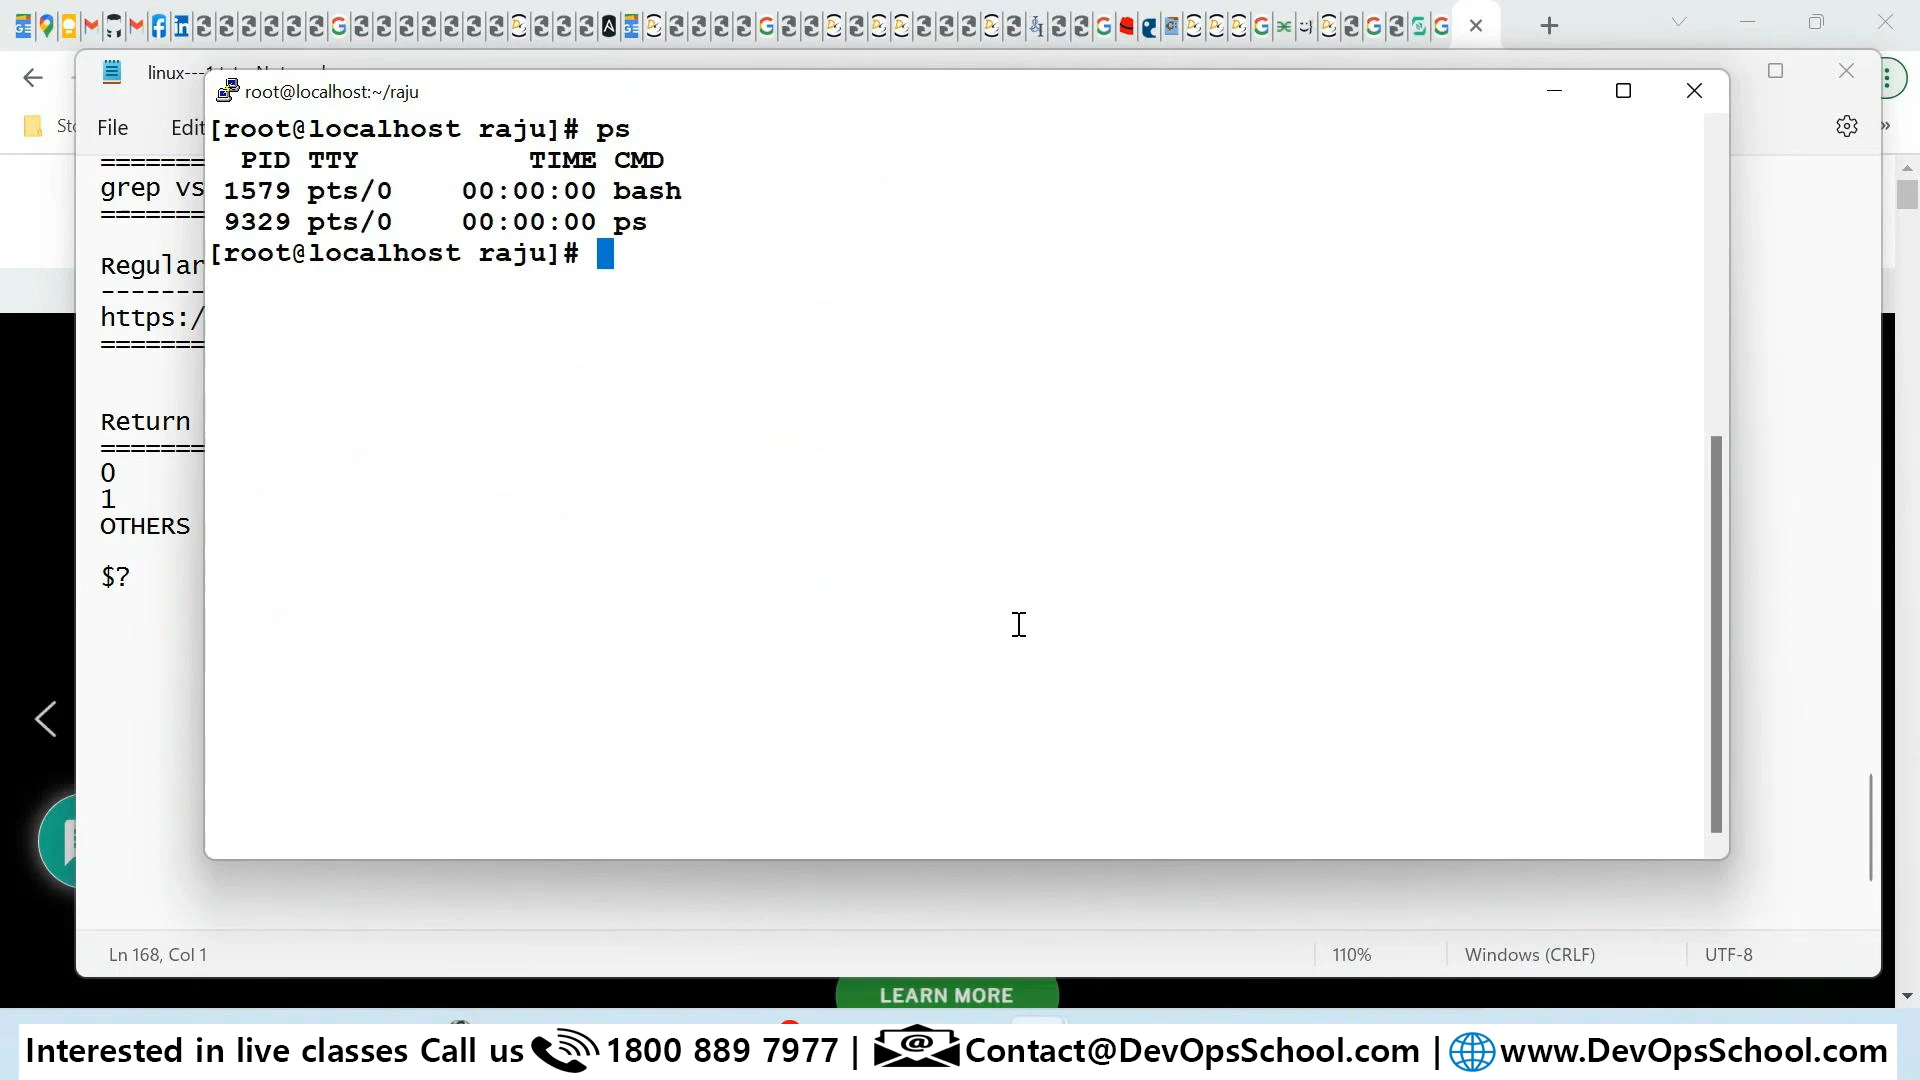 linux---
root@localhost:~/raju
File
Edit
[root@localhost raju]# ps
PID TTY          TIME CMD
1579 pts/0    00:00:00 bash
9329 pts/0    00:00:00 ps
[root@localhost raju]#
=======
grep vs
=======
Regular
-------
https:/
=======
Return
=======
0
1
OTHERS
$?
Ln 168, Col 1
110%
Windows (CRLF)
UTF-8
LEARN MORE
Interested in live classes Call us 1800 889 7977 | Contact@DevOpsSchool.com | www.DevOpsSchool.com